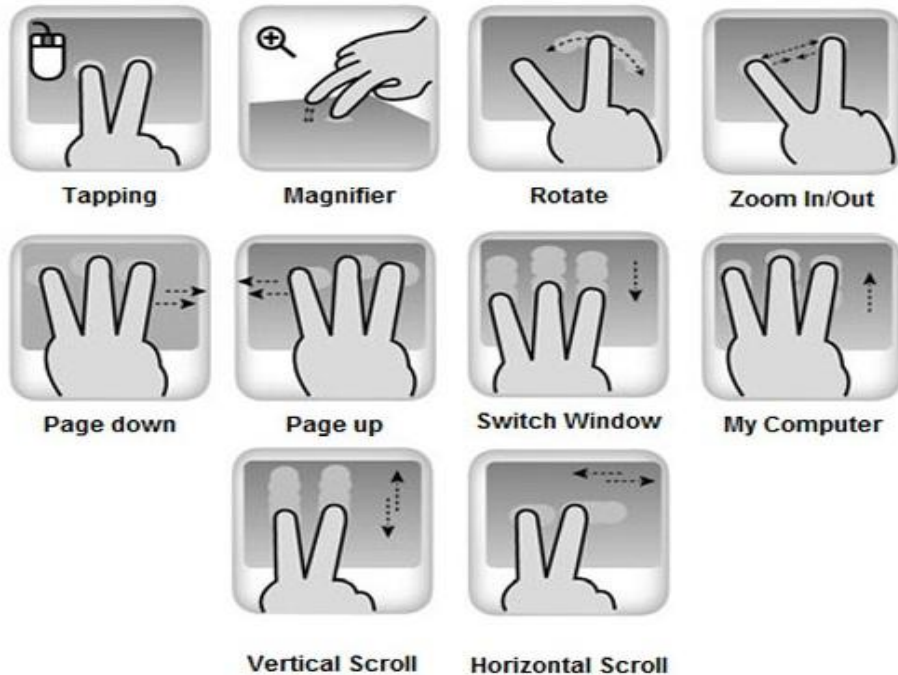 Tapping
Magnifier
Rotate
Zoom In/Out
Page down
Page up
Switch Window
My Computer
Vertical Scroll
Horizontal Scroll